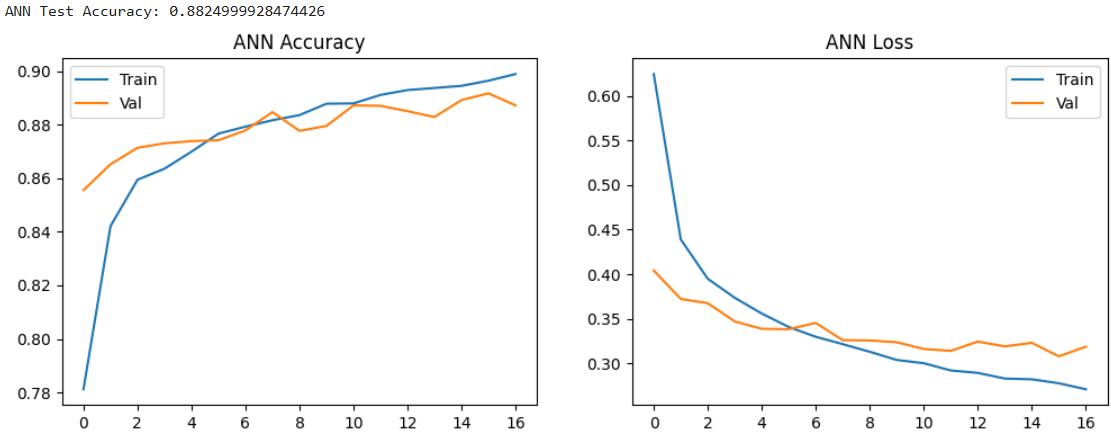 ANN Test Accuracy: 0.8824999928474426
ANN Accuracy
Train
Val
0.90
0.88
0.86
0.84
0.82
0.80
0.78
0 2 4 6 8 10 12 14 16
ANN Loss
Train
Val
0.60
0.55
0.50
0.45
0.40
0.35
0.30
0 2 4 6 8 10 12 14 16